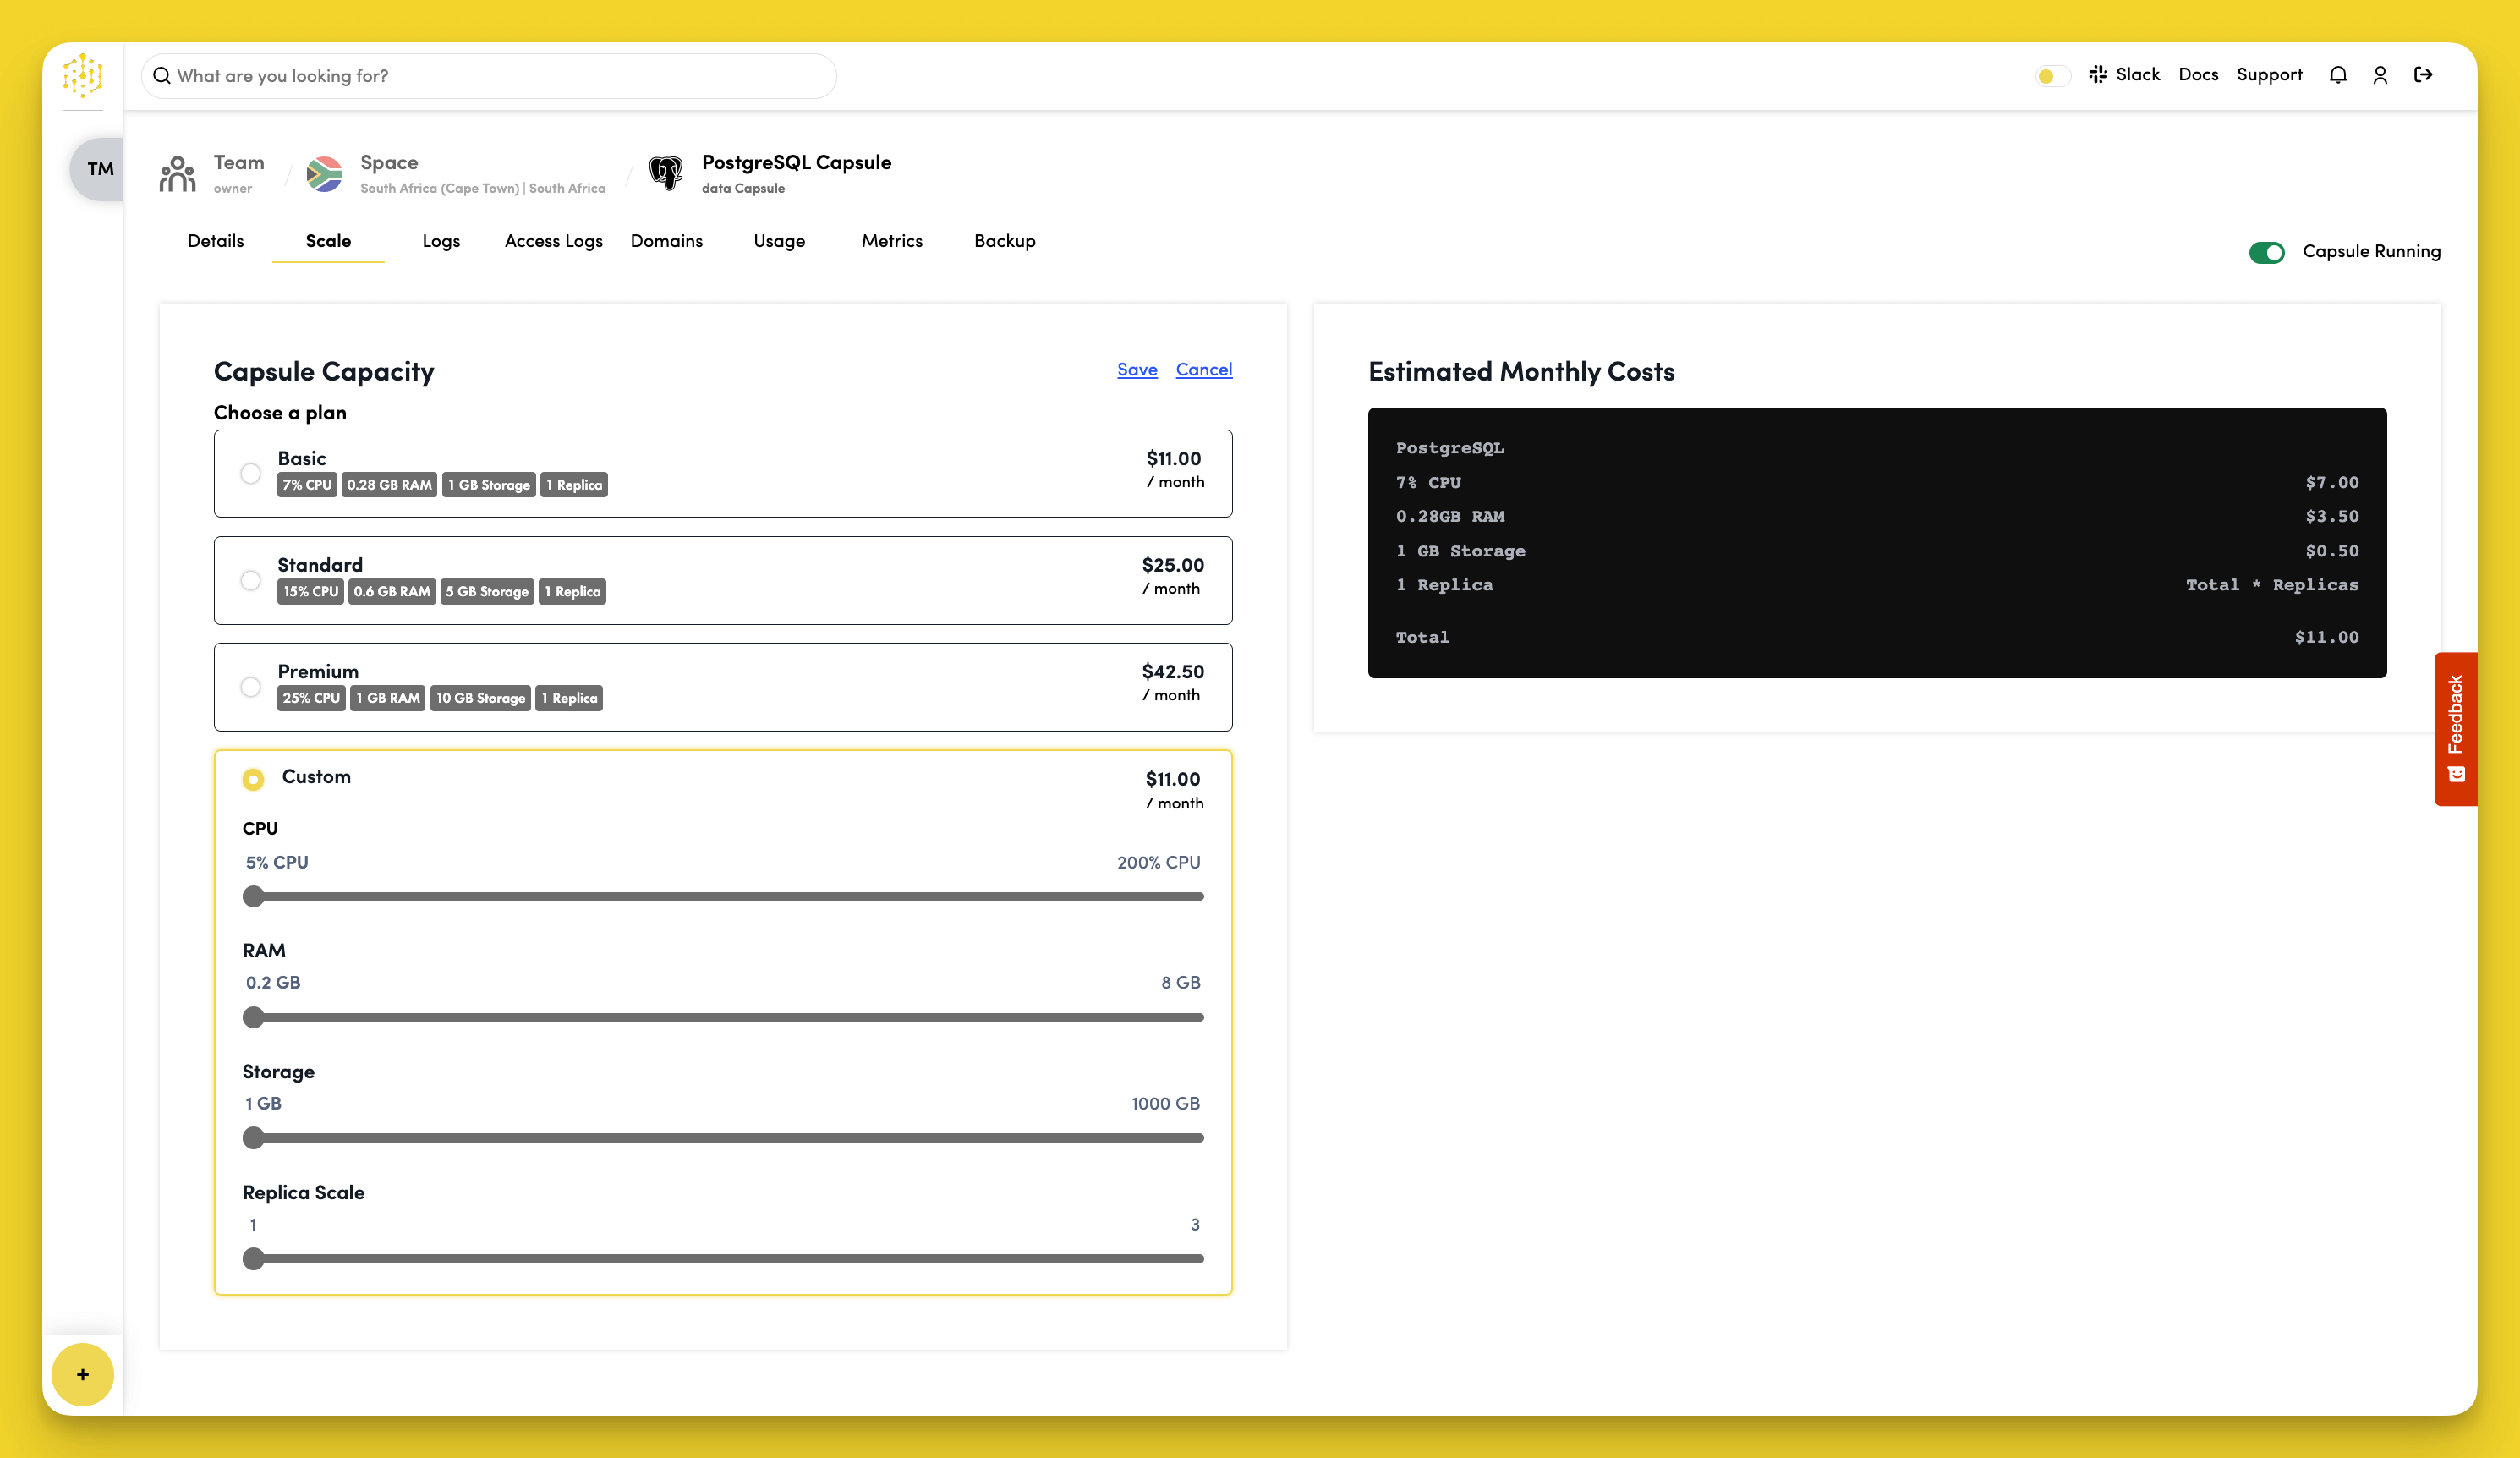 What are you looking for?
Slack Docs Support
TM
Team
owner
/
Space
South Africa (Cape Town) | South Africa
/
PostgreSQL Capsule
data Capsule
Details Scale Logs Access Logs Domains Usage Metrics Backup
Capsule Running
Capsule Capacity
Save Cancel
Choose a plan
Basic
$11.00
/ month
7% CPU 0.28 GB RAM 1 GB Storage 1 Replica
Standard
$25.00
/ month
15% CPU 0.6 GB RAM 5 GB Storage 1 Replica
Premium
$42.50
/ month
25% CPU 1 GB RAM 10 GB Storage 1 Replica
Custom
$11.00
/ month
CPU
5% CPU 200% CPU
RAM
0.2 GB 8 GB
Storage
1 GB 1000 GB
Replica Scale
1 3
Estimated Monthly Costs
PostgreSQL
7% CPU $7.00
0.28GB RAM $3.50
1 GB Storage $0.50
1 Replica Total * Replicas
Total $11.00
Feedback
+